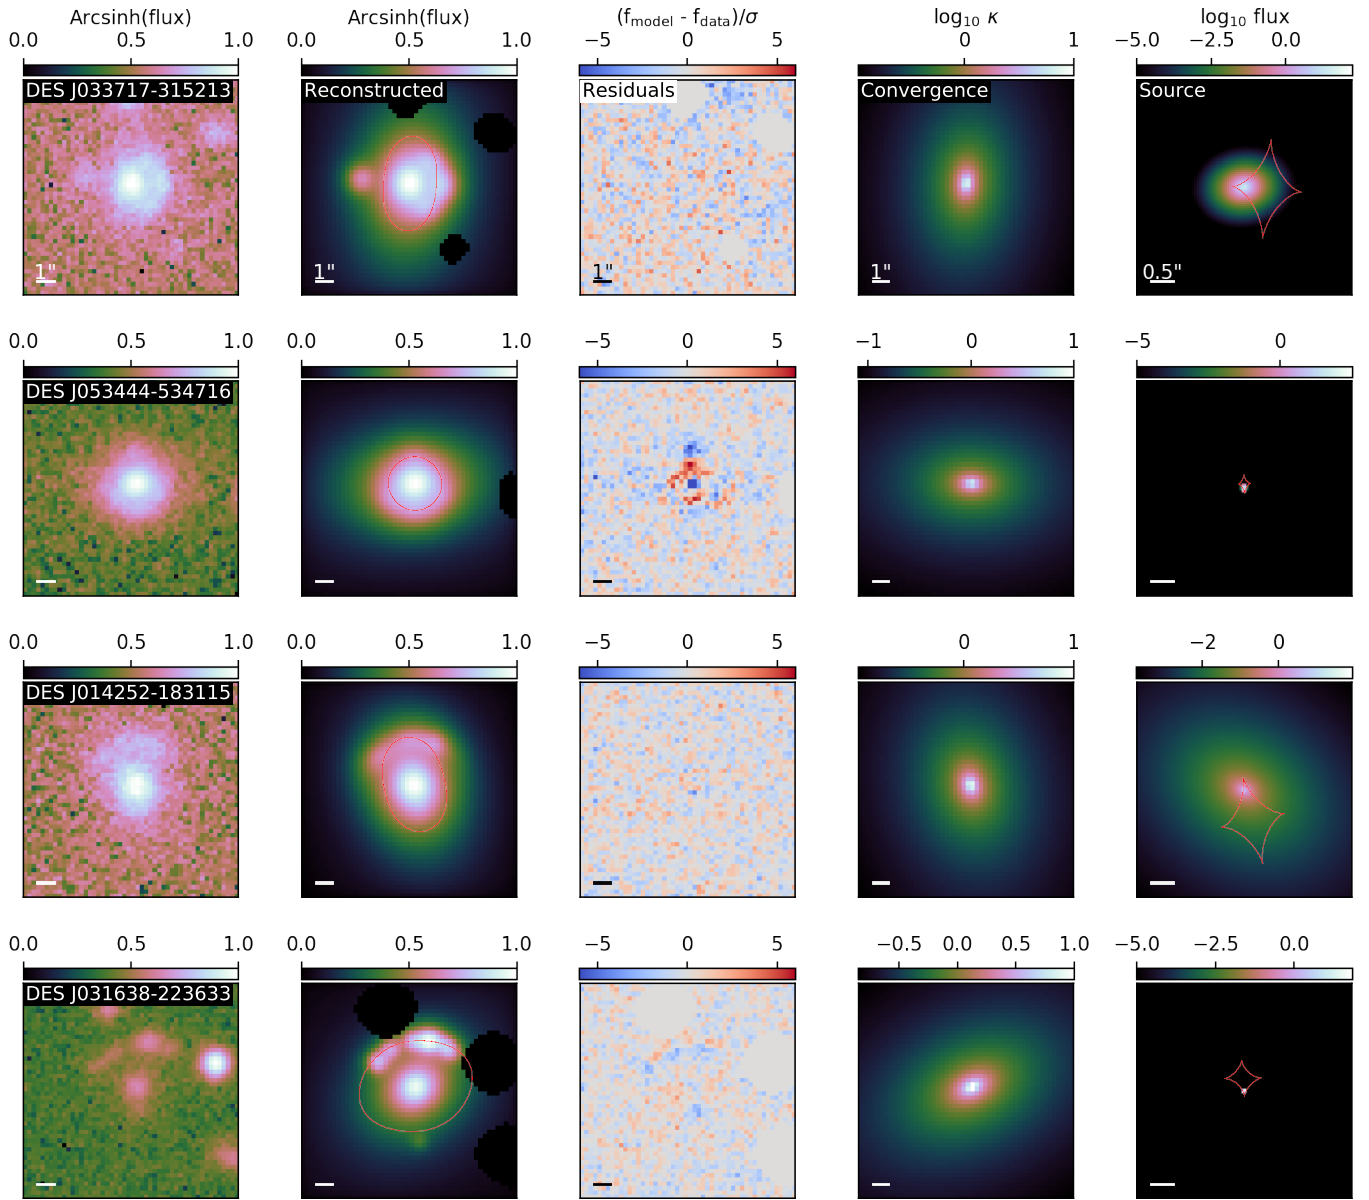 Arcsinh(flux) Arcsinh(flux) (f_model - f_data)/σ log₁₀ κ log₁₀ flux
0.0 0.5 1.0 0.0 0.5 1.0 −5 0 5 0 1 −5.0 −2.5 0.0
DES J033717-315213 Reconstructed Residuals Convergence Source
1" 1" 1" 1" 0.5"
0.0 0.5 1.0 0.0 0.5 1.0 −5 0 5 −1 0 1 −5 0
DES J053444-534716
0.0 0.5 1.0 0.0 0.5 1.0 −5 0 5 0 1 −2 0
DES J014252-183115
0.0 0.5 1.0 0.0 0.5 1.0 −5 0 5 −0.5 0.0 0.5 1.0 −5.0 −2.5 0.0
DES J031638-223633